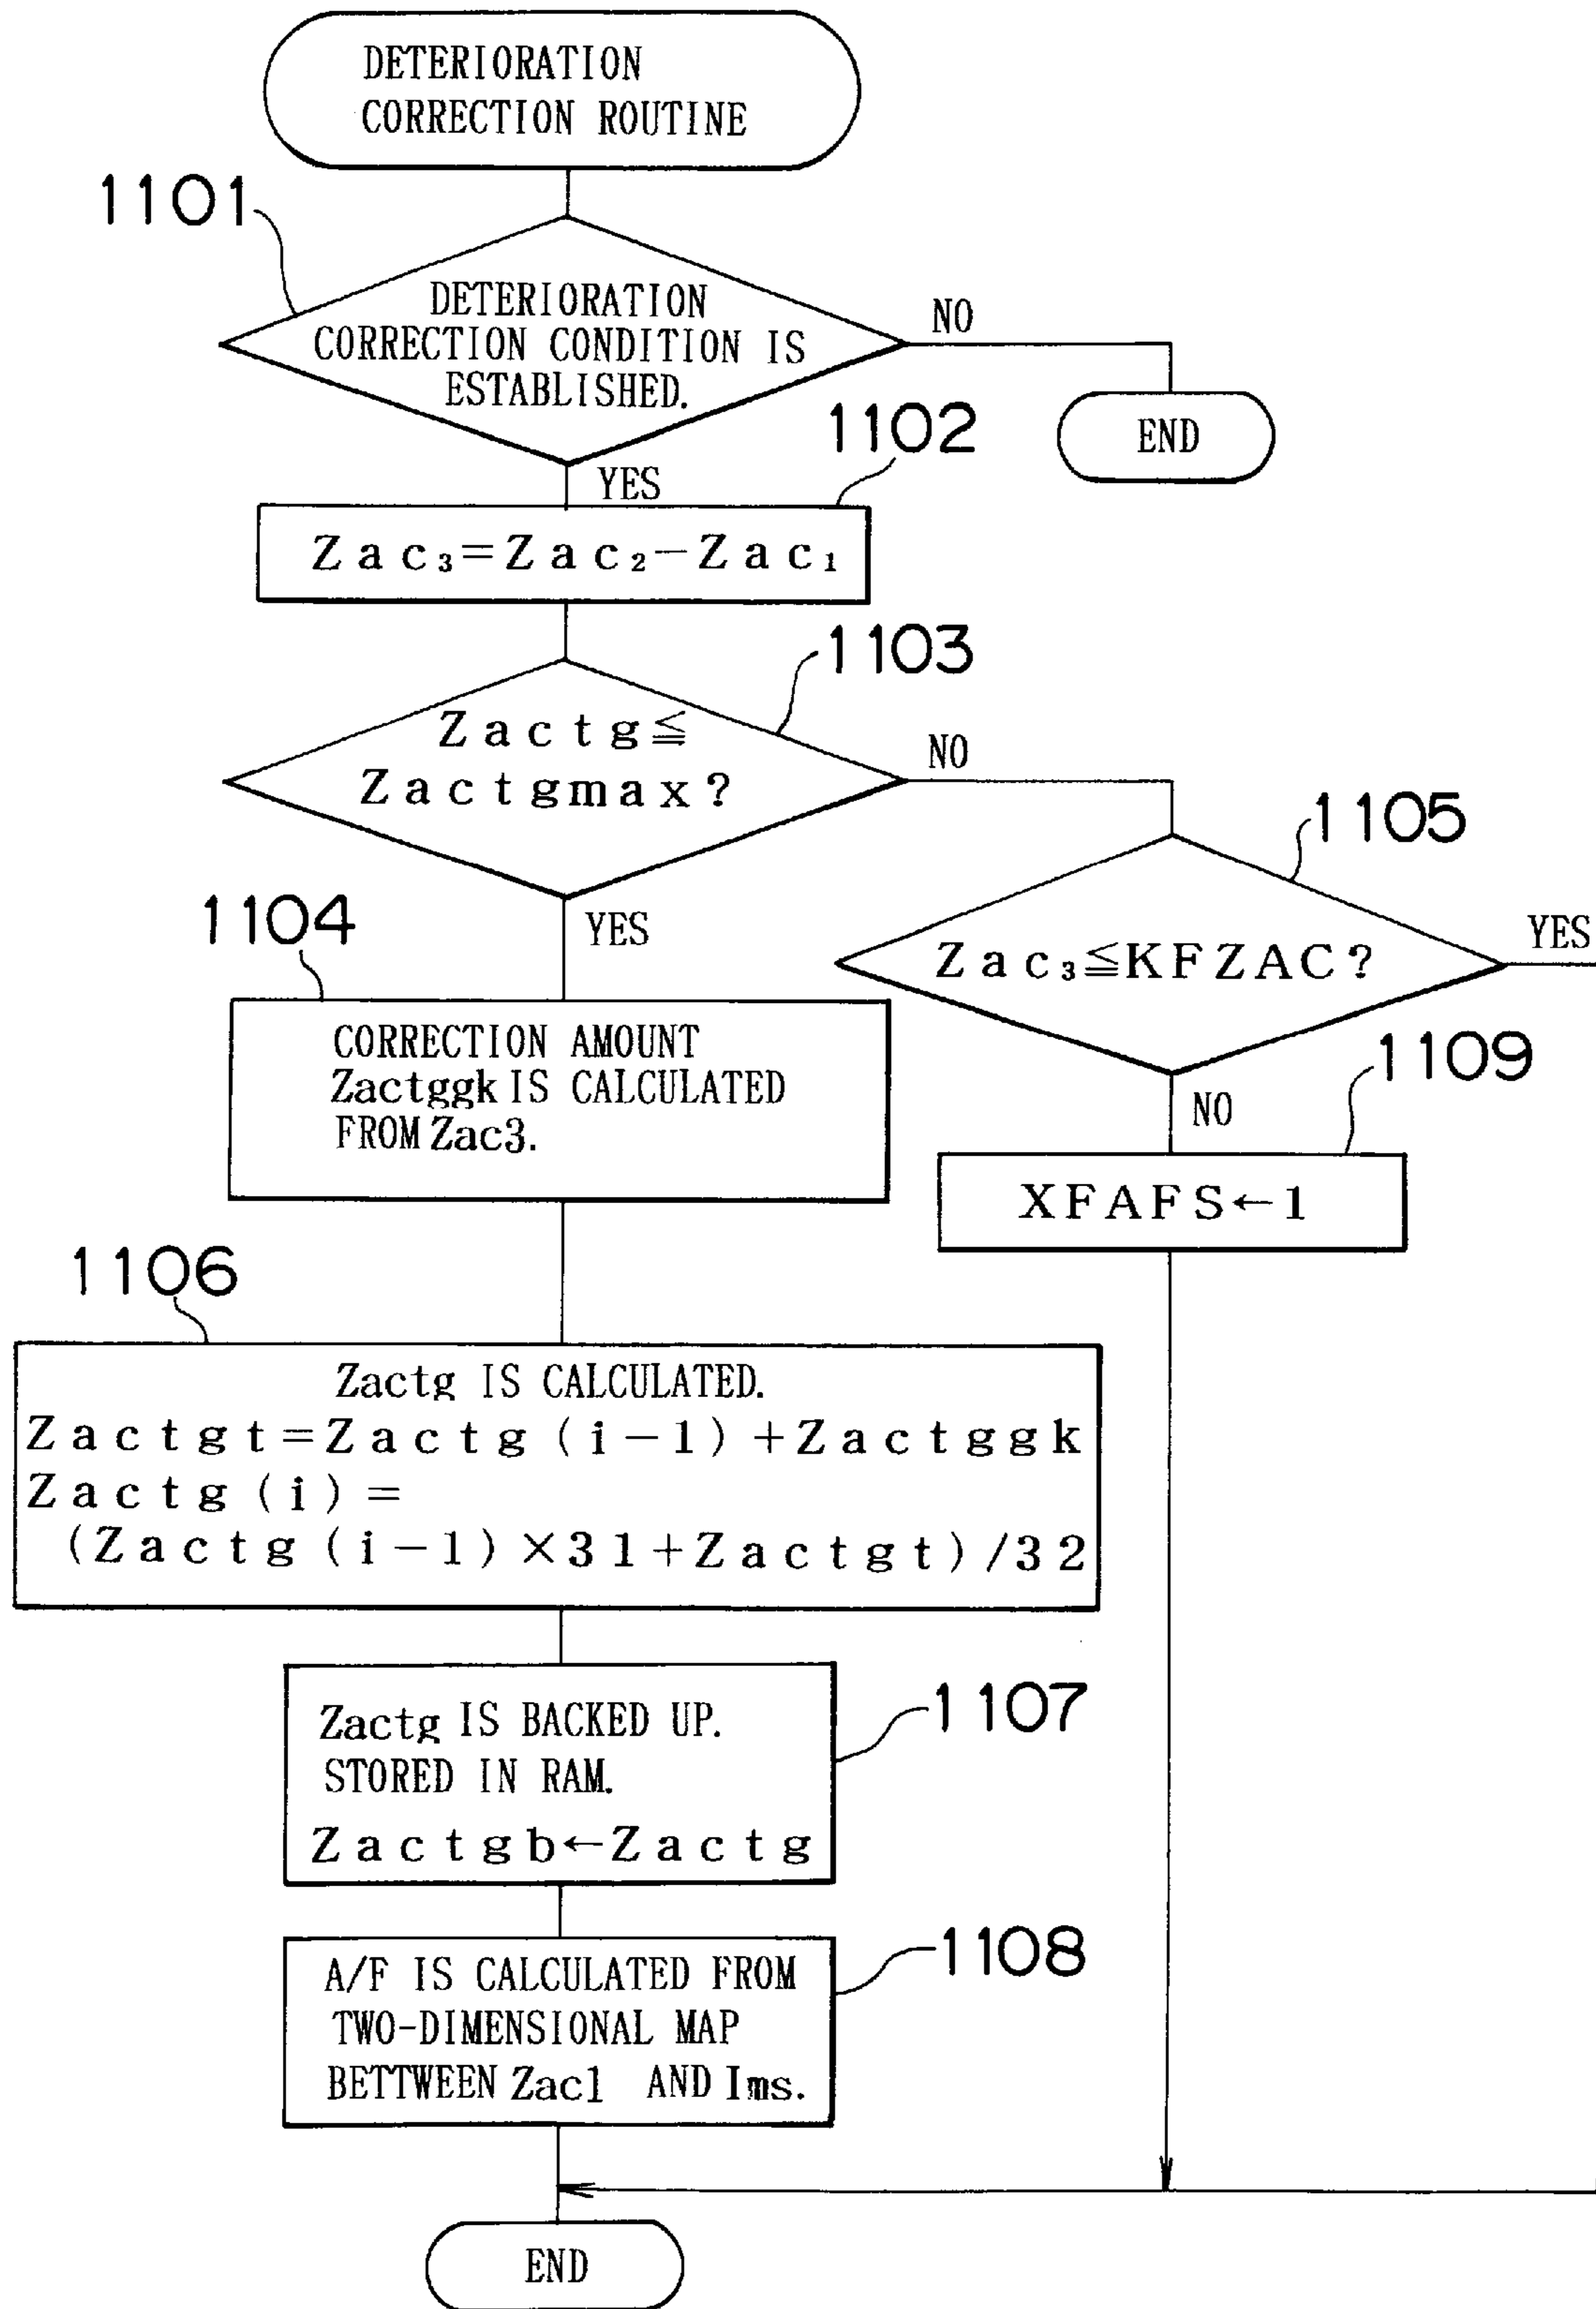 DETERIORATION
CORRECTION ROUTINE
1101
DETERIORATION
CORRECTION CONDITION IS
ESTABLISHED.
NO
END
YES
1102
Zac₃=Zac₂−Zac₁
1103
Zactg≦
Zactgmax?
NO
YES
1105
Zac₃≦KFZAC?
YES
NO
1104
CORRECTION AMOUNT
Zactggk IS CALCULATED
FROM Zac3.
1109
XFAFS←1
1106
Zactg IS CALCULATED.
Zactgt=Zactg(i−1)+Zactggk
Zactg(i)=
(Zactg(i−1)×31+Zactgt)/32
1107
Zactg IS BACKED UP.
STORED IN RAM.
Zactgb←Zactg
1108
A/F IS CALCULATED FROM
TWO-DIMENSIONAL MAP
BETTWEEN Zac1 AND Ims.
END